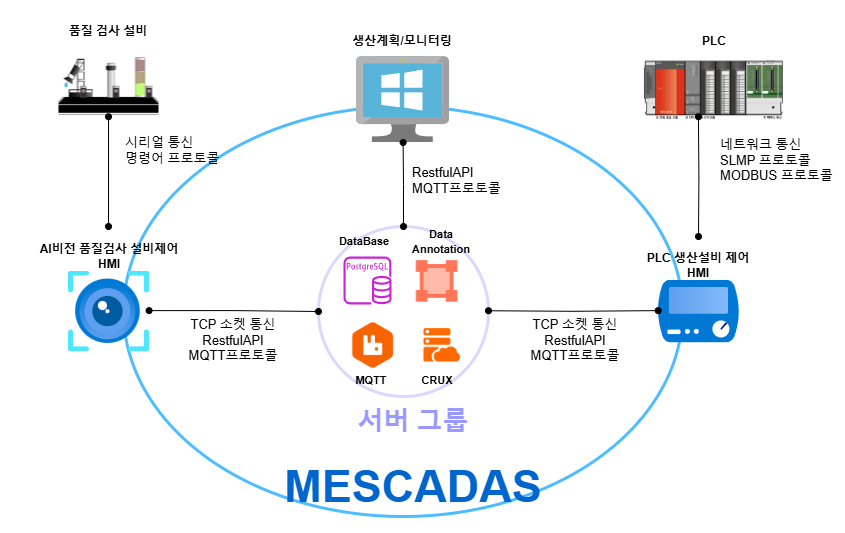 품질 검사 설비
생산계획/모니터링
PLC
시리얼 통신
명령어 프로토콜
RestfulAPI
MQTT프로토콜
네트워크 통신
SLMP 프로토콜
MODBUS 프로토콜
AI비전 품질검사 설비제어
HMI
DataBase
PostgreSQL
Data
Annotation
MQTT
CRUX
서버 그룹
PLC 생산설비 제어
HMI
TCP 소켓 통신
RestfulAPI
MQTT프로토콜
TCP 소켓 통신
RestfulAPI
MQTT프로토콜
MESCADAS